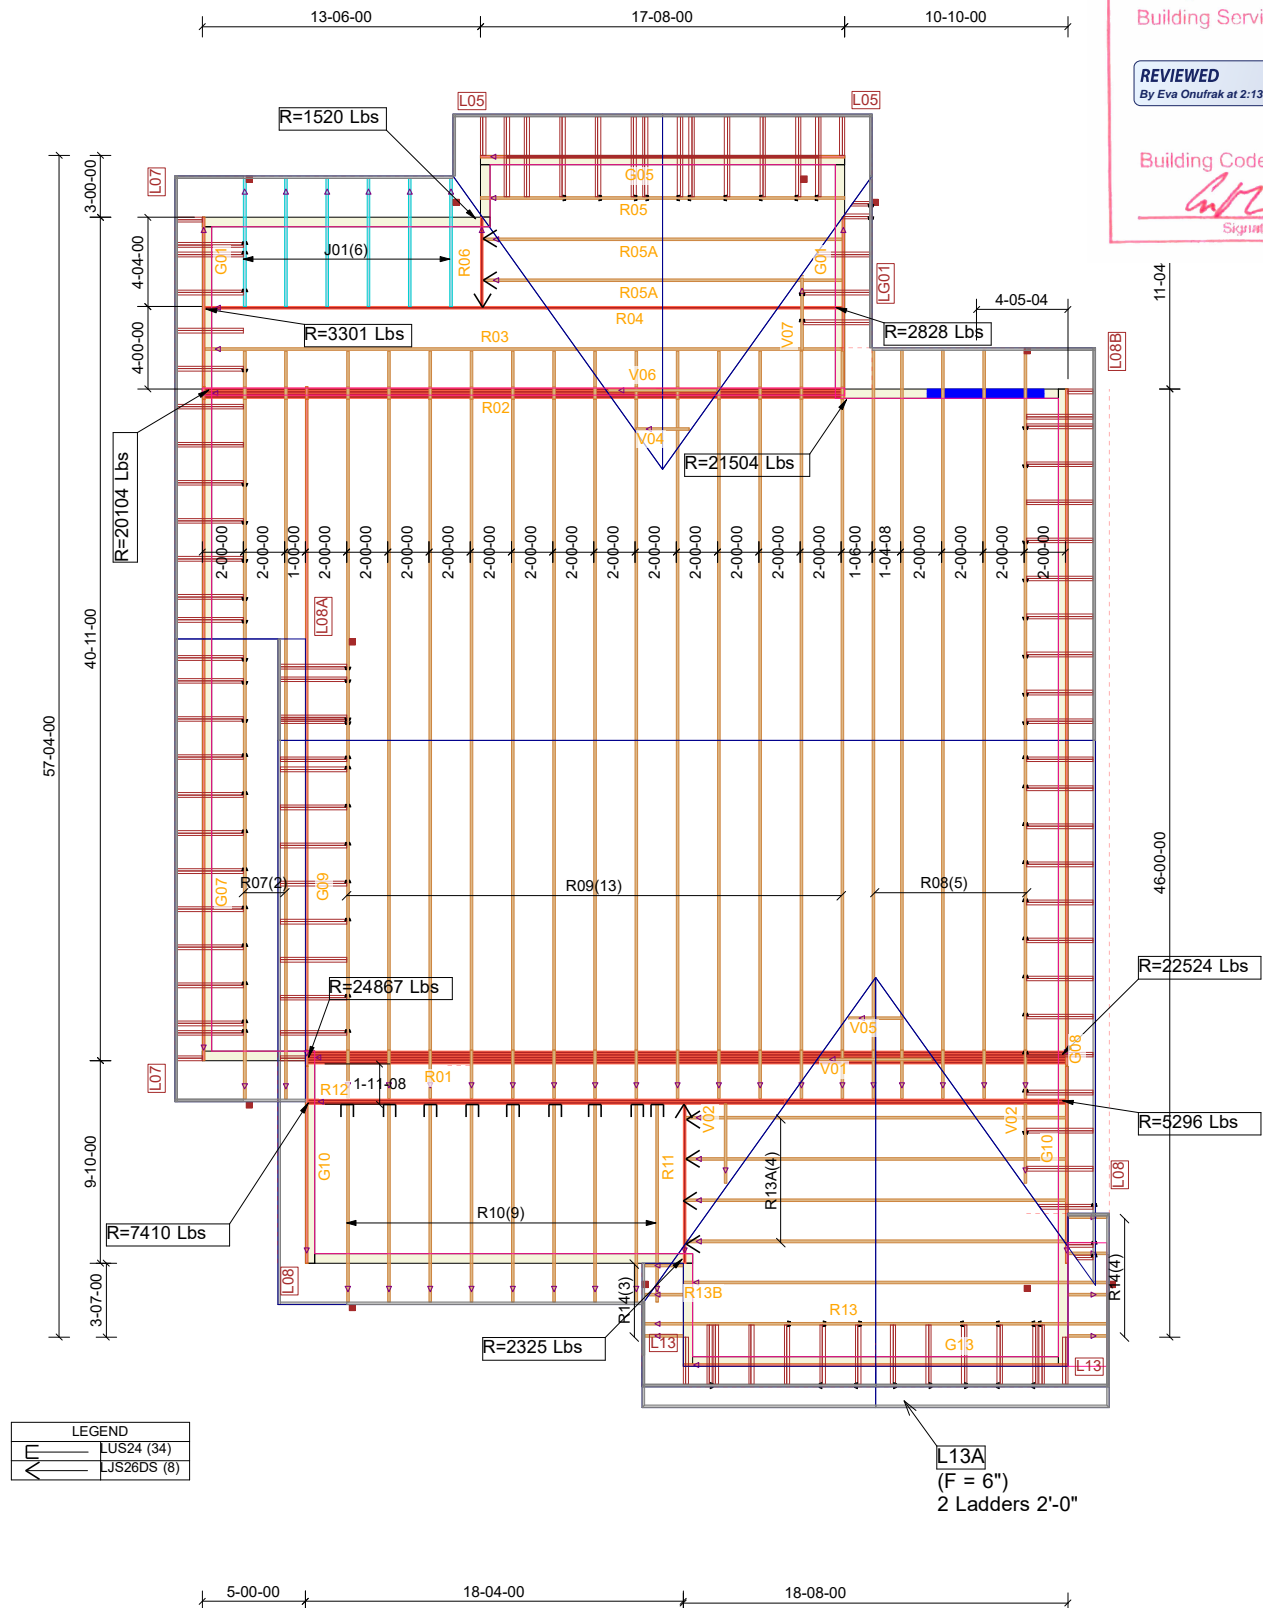 13-06-00
17-08-00
10-10-00
Building Servi
REVIEWED
By Eva Onufrak at 2:13
Building Code
Signat
L05
L05
R=1520 Lbs
L07
3-00-00
G05
R05
J01(6)
G01
R06
R05A
G01
LG01
4-04-00
R05A
11-04
4-05-04
R04
R=3301 Lbs
R=2828 Lbs
R03
V07
4-00-00
L08B
V06
R02
V04
R=21504 Lbs
R=20104 Lbs
2-00-00
2-00-00
1-00-00
2-00-00
2-00-00
2-00-00
2-00-00
2-00-00
2-00-00
2-00-00
2-00-00
2-00-00
2-00-00
2-00-00
2-00-00
1-06-00
1-04-08
2-00-00
2-00-00
2-00-00
2-00-00
L08A
40-11-00
57-04-00
46-00-00
R07(2)
R09(13)
R08(5)
G07
G09
R=22524 Lbs
R=24867 Lbs
V05
G08
V01
L07
R01
R12
1-11-08
V02
V02
R=5296 Lbs
G10
R11
R13A(4)
G10
9-10-00
L08
R10(9)
R=7410 Lbs
L08
R14(3)
R14(4)
R13B
3-07-00
R13
R=2325 Lbs
L13
G13
L13
LEGEND
LUS24 (34)
LJS26DS (8)
L13A
(F = 6")
2 Ladders 2'-0"
5-00-00
18-04-00
18-08-00